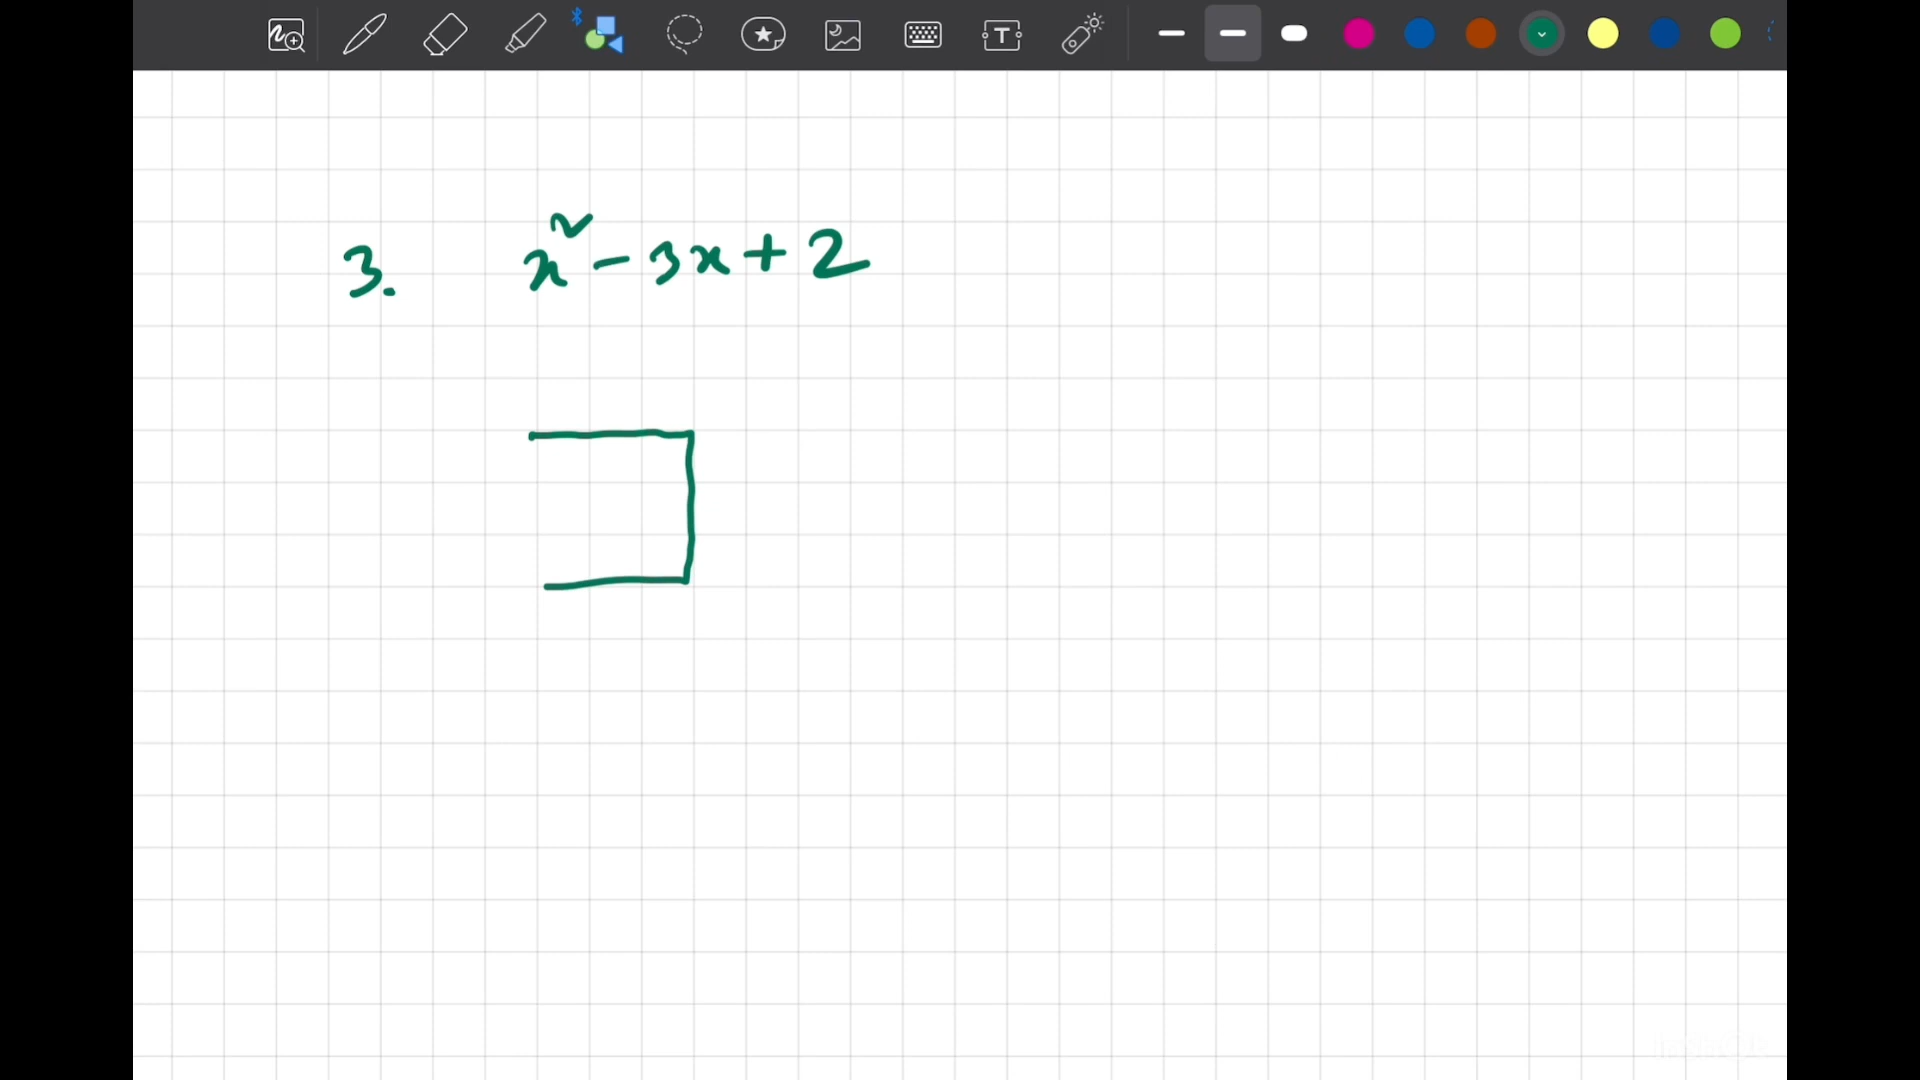 3. x² - 3x + 2